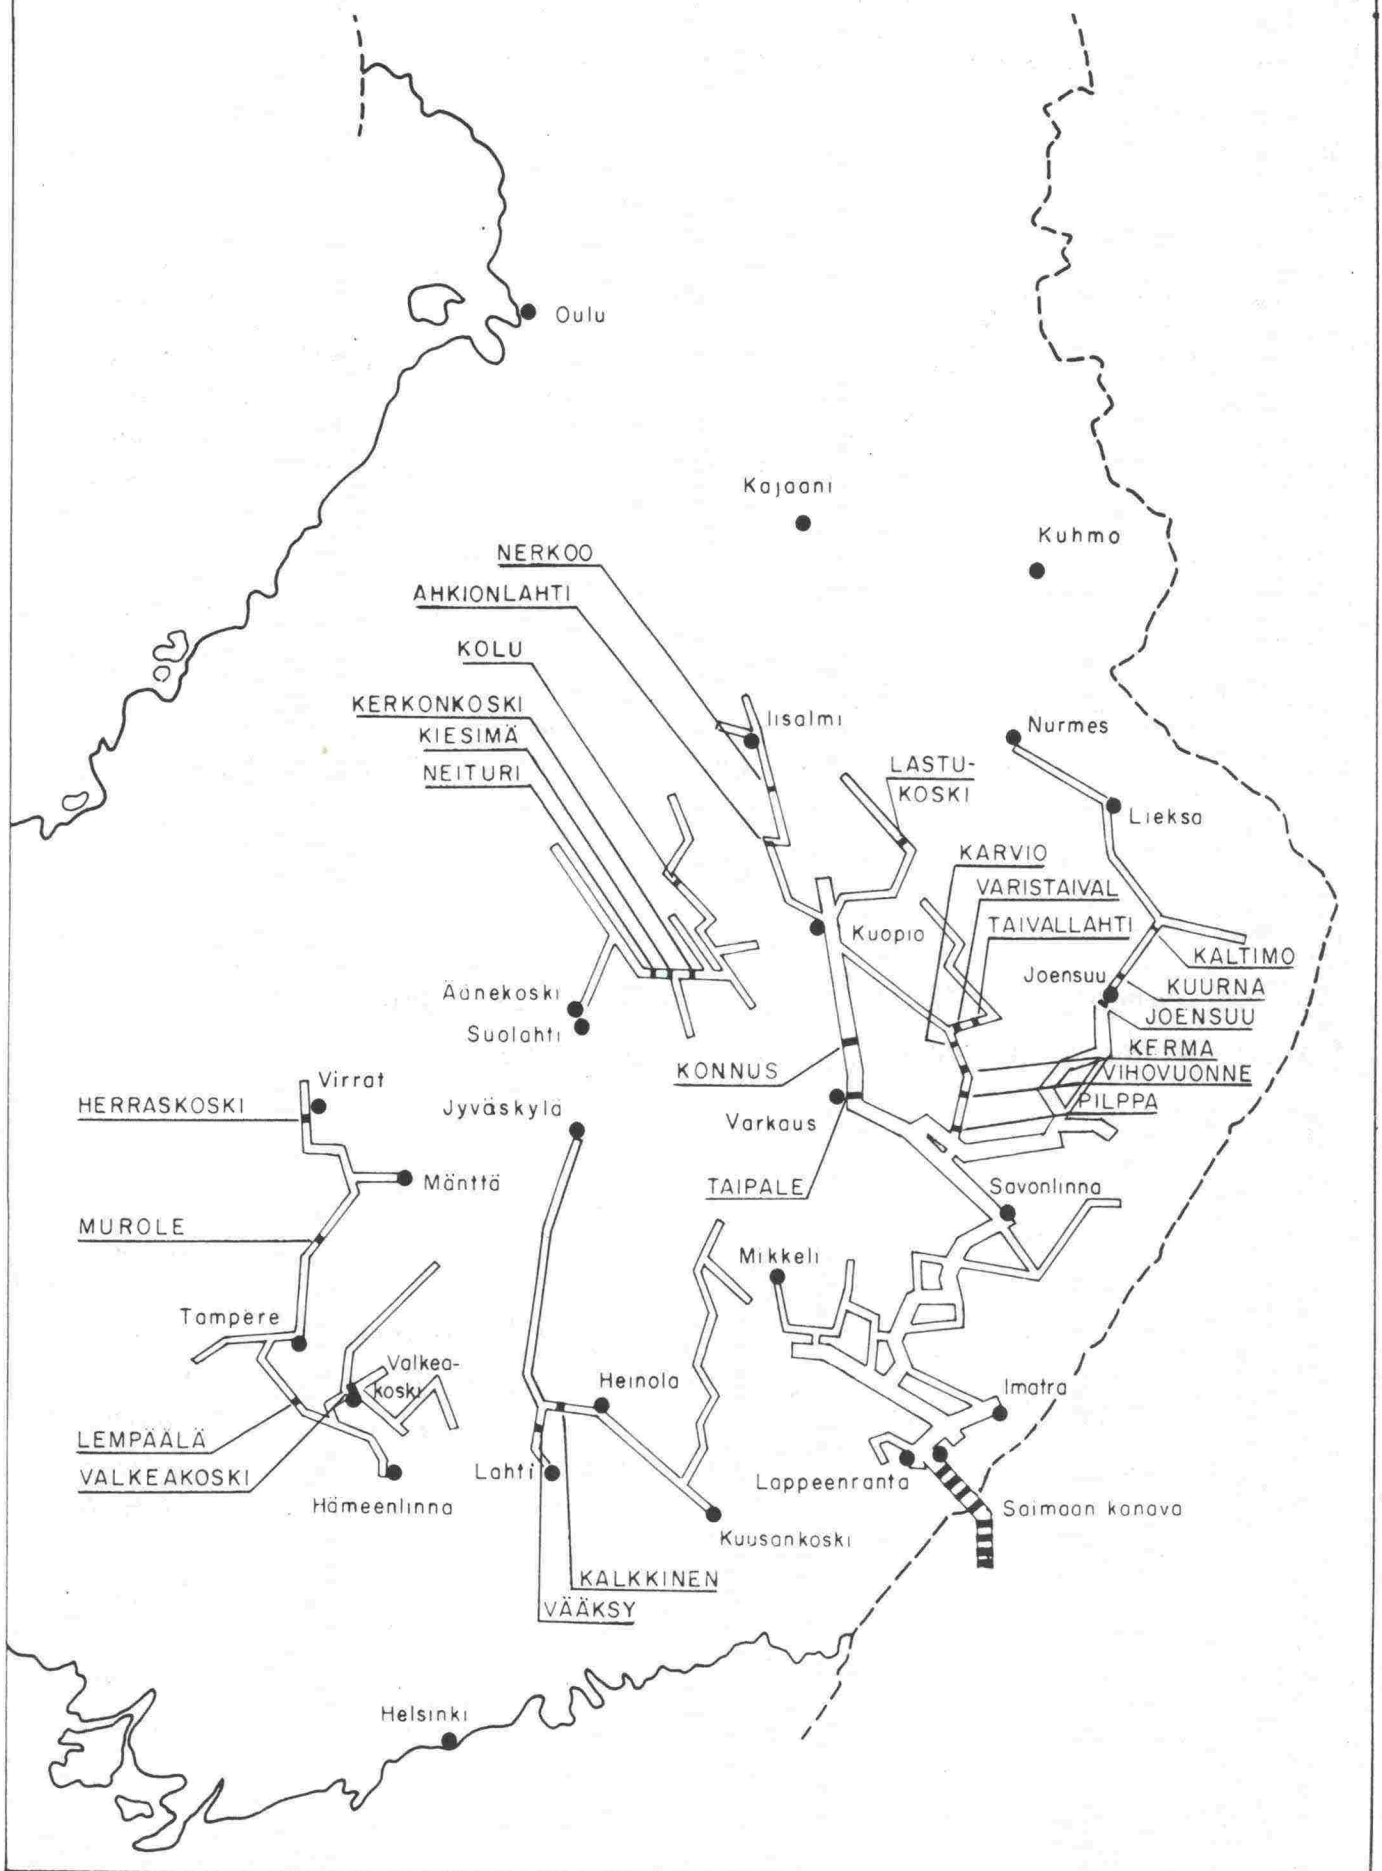 Oulu
Kajaani
Kuhmo
NERKOO
AHKIONLAHTI
KOLU
KERKONKOSKI
KIESIMÄ
NEITURI
Iisalmi
Nurmes
LASTU-
KOSKI
Lieksa
KARVIO
VARISTAIVAL
TAIVALLAHTI
Kuopio
KALTIMO
Joensuu
KUURNA
JOENSUU
Äänekoski
Suolahti
KERMA
VIHOVUONNE
PILPPA
KONNUS
Virrat
HERRASKOSKI
Jyväskylä
Varkaus
Mänttä
TAIPALE
Savonlinna
MUROLE
Mikkeli
Tampere
Valkea-
koski
Heinola
Imatra
LEMPÄÄLÄ
VALKEAKOSKI
Lahti
Lappeenranta
Hämeenlinna
Saimaan kanava
Kuusankoski
KALKKINEN
VÄÄKSY
Helsinki